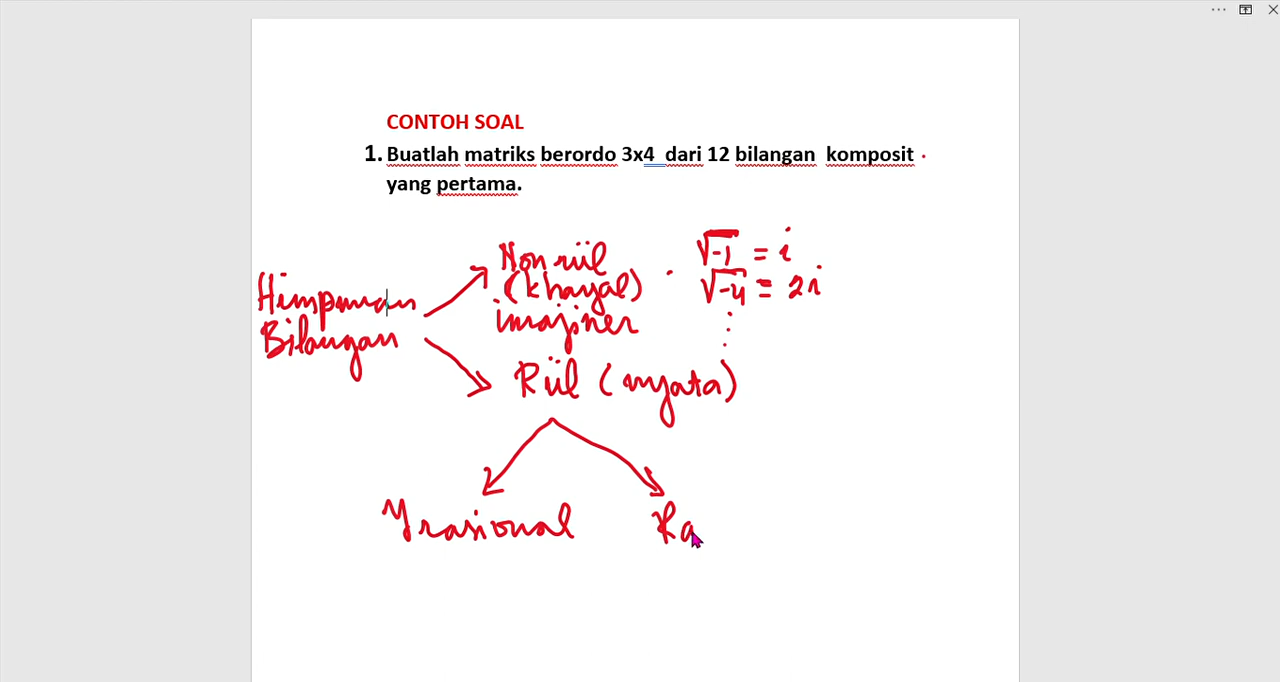 CONTOH SOAL
1. Buatlah matriks berordo 3x4 dari 12 bilangan komposit
yang pertama.
Himpunan
Bilangan
Non riil
(khayal)
imajiner
√-1 = i
√-4 = 2i
Riil (nyata)
Irasional
Ra